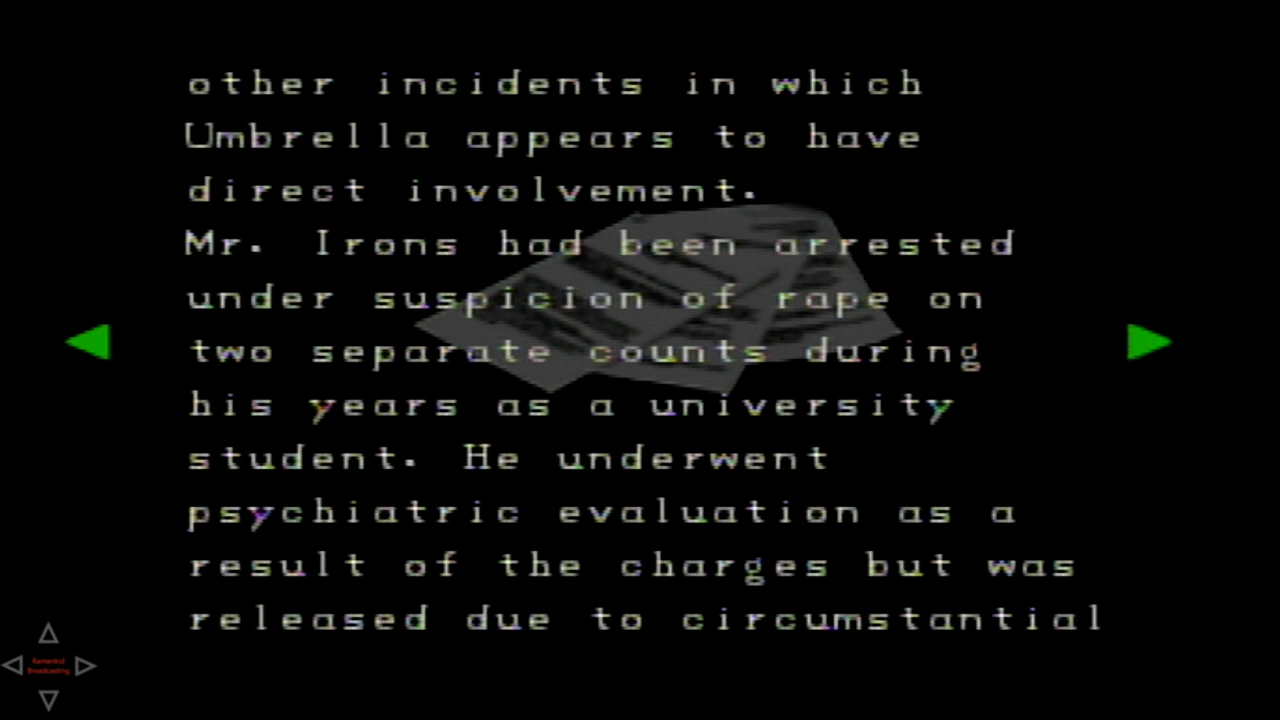 other incidents in which
Umbrella appears to have
direct involvement.
Mr. Irons had been arrested
under suspicion of rape on
two separate counts during
his years as a university
student. He underwent
psychiatric evaluation as a
result of the charges but was
released due to circumstantial
Ramenkid
Broadcasting